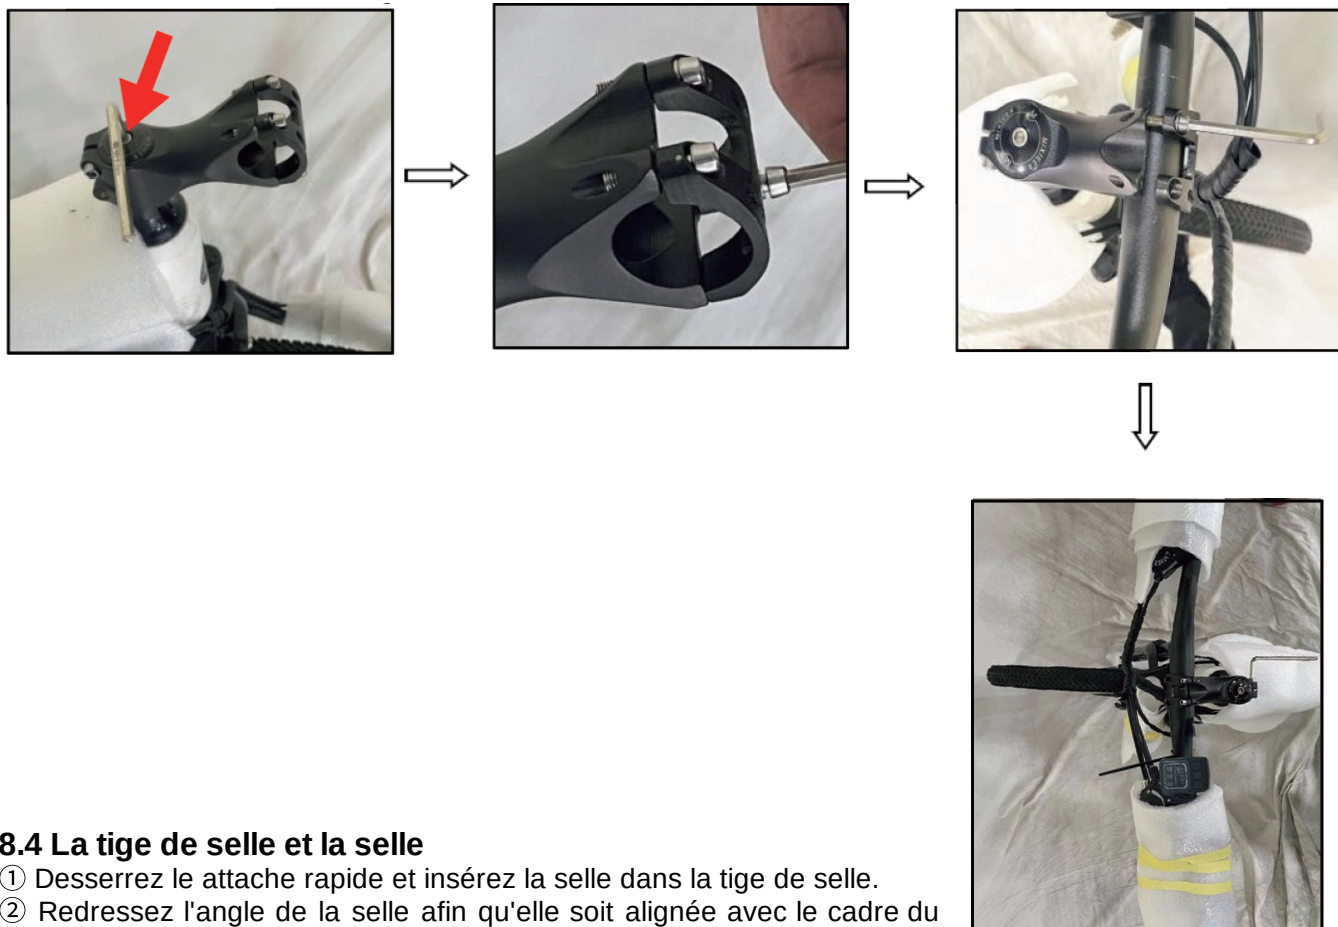 8.4 La tige de selle et la selle
① Desserrez le attache rapide et insérez la selle dans la tige de selle.
② Redressez l'angle de la selle afin qu'elle soit alignée avec le cadre du